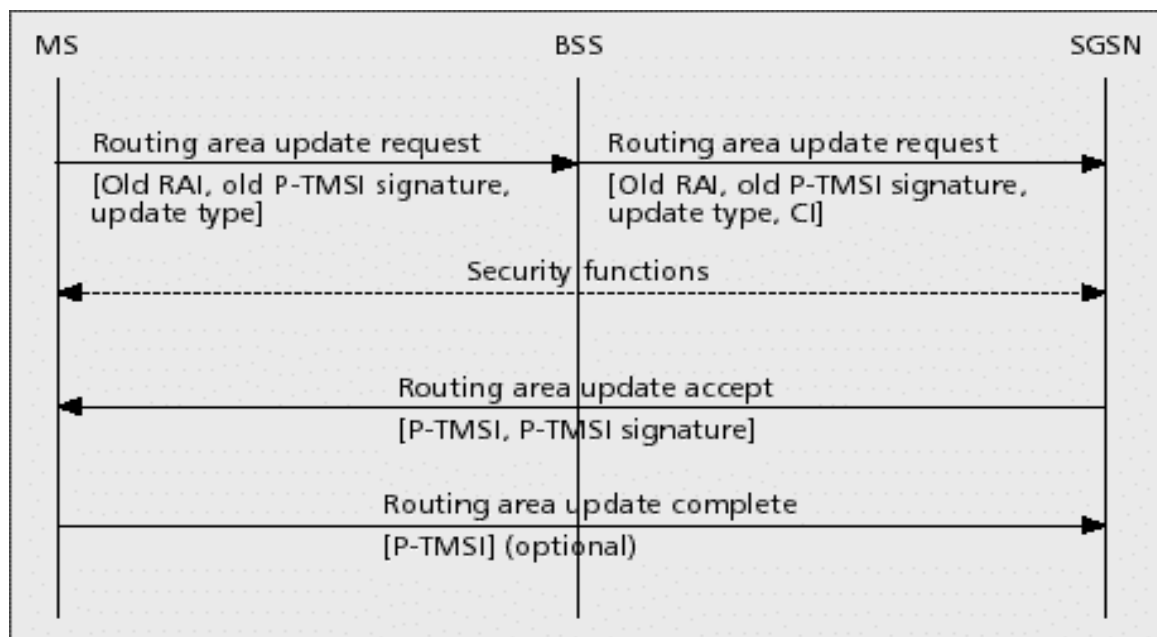 MS BSS SGSN
Routing area update request Routing area update request
[Old RAI, old P-TMSI signature, [Old RAI, old P-TMSI signature,
update type] update type, CI]
Security functions
Routing area update accept
[P-TMSI, P-TMSI signature]
Routing area update complete
[P-TMSI] (optional)